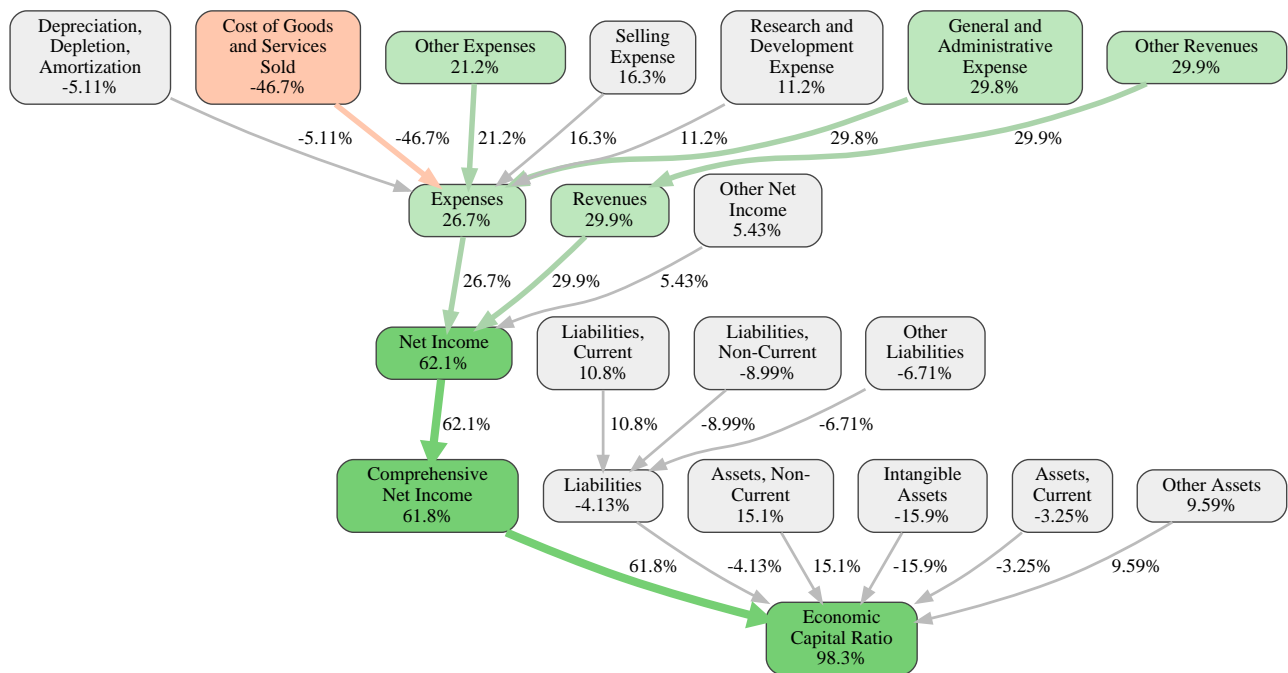 Depreciation,
Depletion,
Amortization
-5.11%
Cost of Goods
and Services
Sold
-46.7%
Other Expenses
21.2%
Selling
Expense
16.3%
Research and
Development
Expense
11.2%
General and
Administrative
Expense
29.8%
Other Revenues
29.9%
-5.11%
-46.7%
21.2%
16.3%
11.2%
29.8%
29.9%
Expenses
26.7%
Revenues
29.9%
Other Net
Income
5.43%
26.7%
29.9%
5.43%
Net Income
62.1%
Liabilities,
Current
10.8%
Liabilities,
Non-Current
-8.99%
Other
Liabilities
-6.71%
62.1%
10.8%
-8.99%
-6.71%
Comprehensive
Net Income
61.8%
Liabilities
-4.13%
Assets, Non-
Current
15.1%
Intangible
Assets
-15.9%
Assets,
Current
-3.25%
Other Assets
9.59%
61.8%
-4.13%
15.1%
-15.9%
-3.25%
9.59%
Economic
Capital Ratio
98.3%